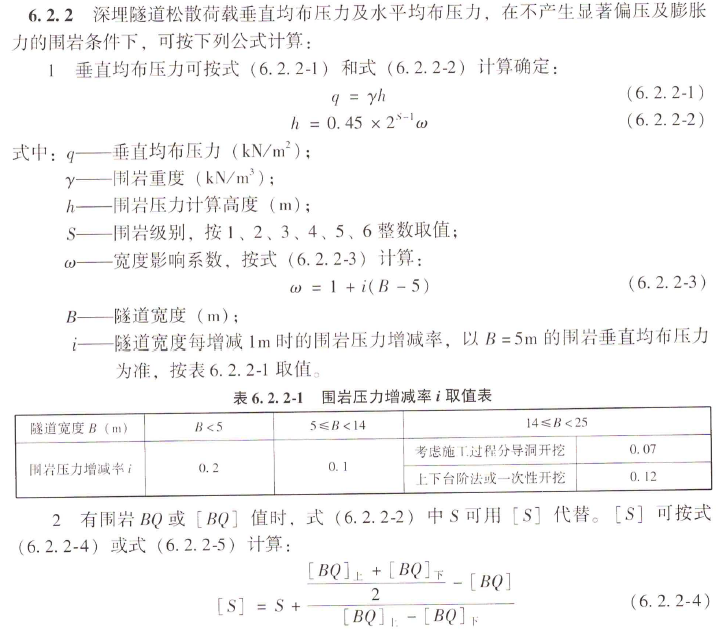 6.2.2 深埋隧道松散荷载垂直均布压力及水平均布压力，在不产生显著偏压及膨胀
力的围岩条件下，可按下列公式计算：
1 垂直均布压力可按式（6.2.2-1）和式（6.2.2-2）计算确定：
q = γh (6.2.2-1)
h = 0.45 × 2^{S-1}ω (6.2.2-2)
式中：q——垂直均布压力（kN/m²）；
γ——围岩重度（kN/m³）；
h——围岩压力计算高度（m）；
S——围岩级别，按1、2、3、4、5、6整数取值；
ω——宽度影响系数，按式（6.2.2-3）计算：
ω = 1 + i(B - 5) (6.2.2-3)
B——隧道宽度（m）；
i——隧道宽度每增减1m时的围岩压力增减率，以B=5m的围岩垂直均布压力
为准，按表6.2.2-1取值。
表6.2.2-1 围岩压力增减率i取值表
隧道宽度B（m） B<5 5≤B<14 14≤B<25
围岩压力增减率i 0.2 0.1 考虑施工过程分导洞开挖 0.07
上下台阶法或一次性开挖 0.12
2 有围岩BQ或［BQ］值时，式（6.2.2-2）中S可用［S］代替。［S］可按式
（6.2.2-4）或式（6.2.2-5）计算：
[S] = S + (([BQ]上 + [BQ]下)/2 - [BQ])/([BQ]上 - [BQ]下) (6.2.2-4)